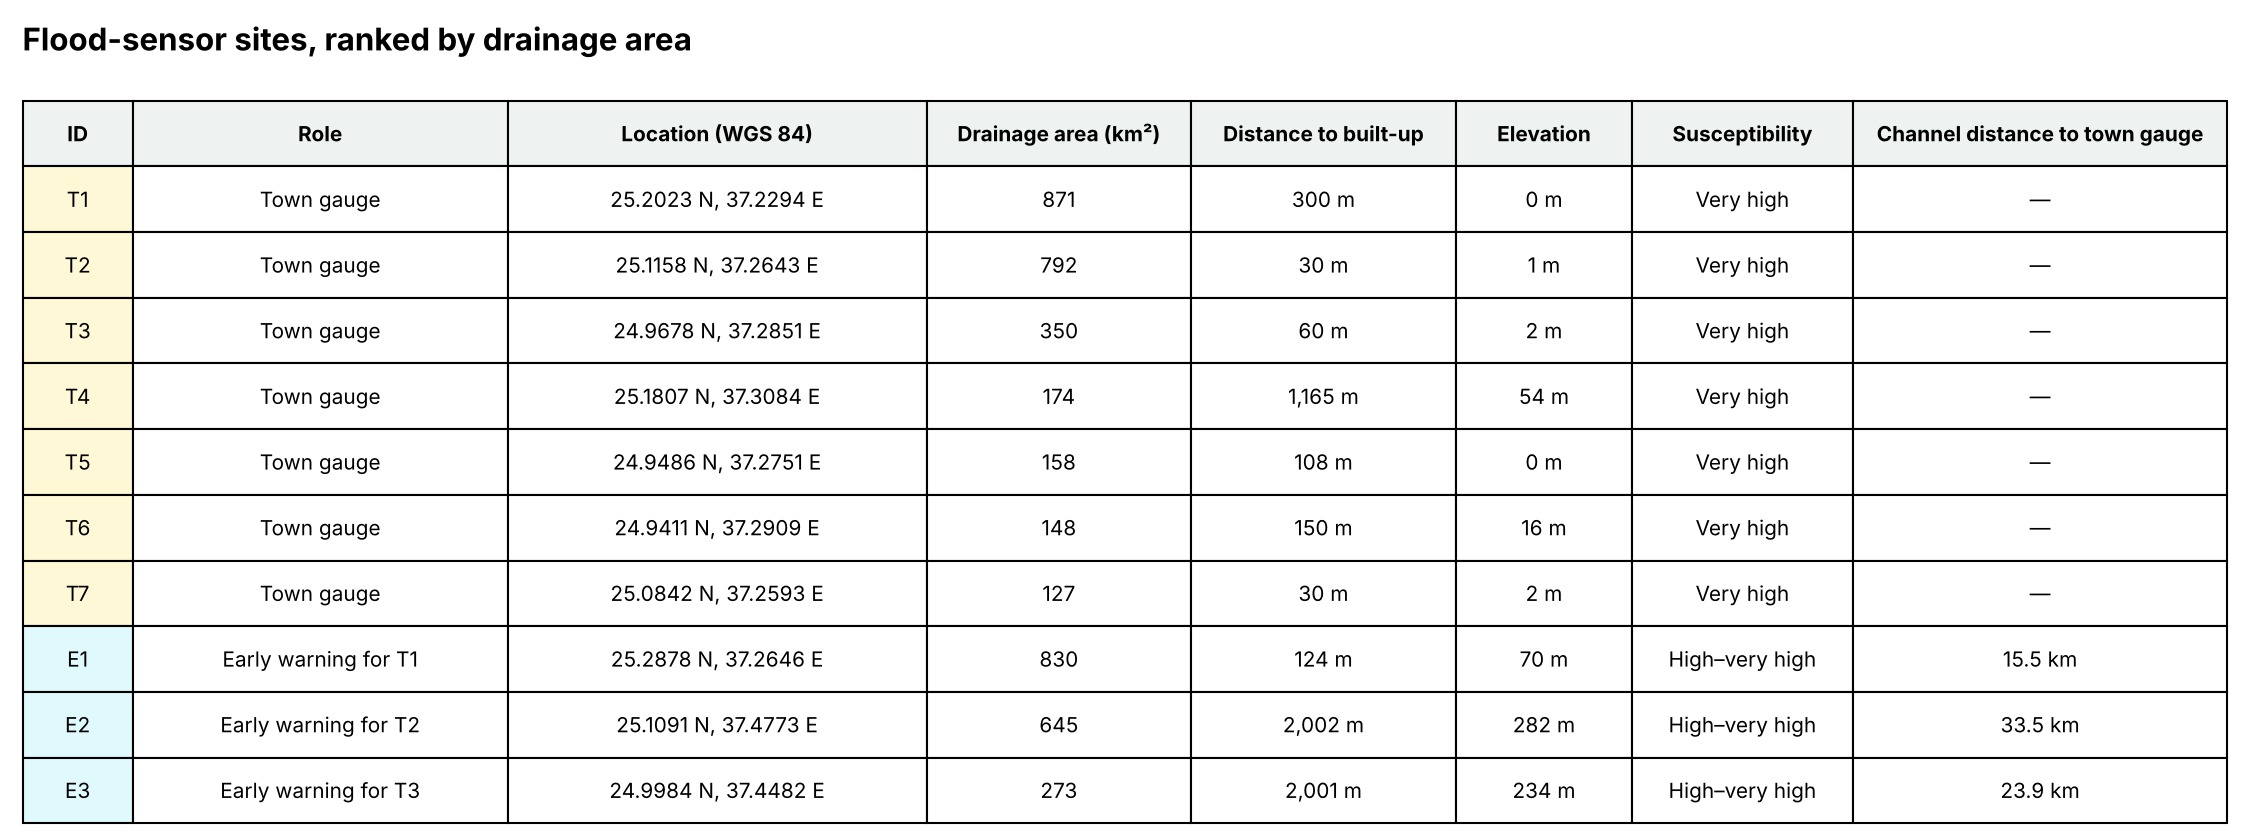 Flood-sensor sites, ranked by drainage area
ID Role Location (WGS 84) Drainage area (km²) Distance to built-up Elevation Susceptibility Channel distance to town gauge
T1 Town gauge 25.2023 N, 37.2294 E 871 300 m 0 m Very high —
T2 Town gauge 25.1158 N, 37.2643 E 792 30 m 1 m Very high —
T3 Town gauge 24.9678 N, 37.2851 E 350 60 m 2 m Very high —
T4 Town gauge 25.1807 N, 37.3084 E 174 1,165 m 54 m Very high —
T5 Town gauge 24.9486 N, 37.2751 E 158 108 m 0 m Very high —
T6 Town gauge 24.9411 N, 37.2909 E 148 150 m 16 m Very high —
T7 Town gauge 25.0842 N, 37.2593 E 127 30 m 2 m Very high —
E1 Early warning for T1 25.2878 N, 37.2646 E 830 124 m 70 m High–very high 15.5 km
E2 Early warning for T2 25.1091 N, 37.4773 E 645 2,002 m 282 m High–very high 33.5 km
E3 Early warning for T3 24.9984 N, 37.4482 E 273 2,001 m 234 m High–very high 23.9 km